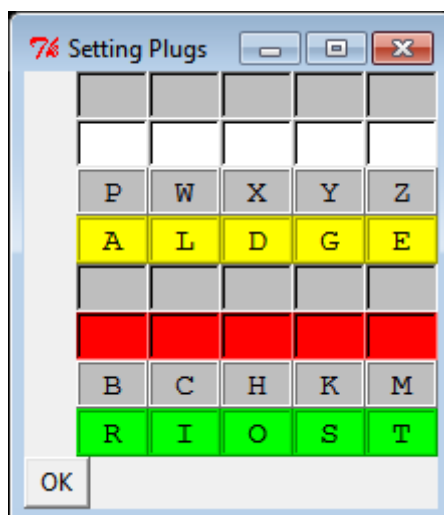 Setting Plugs
P W X Y Z
A L D G E
B C H K M
R I O S T
OK